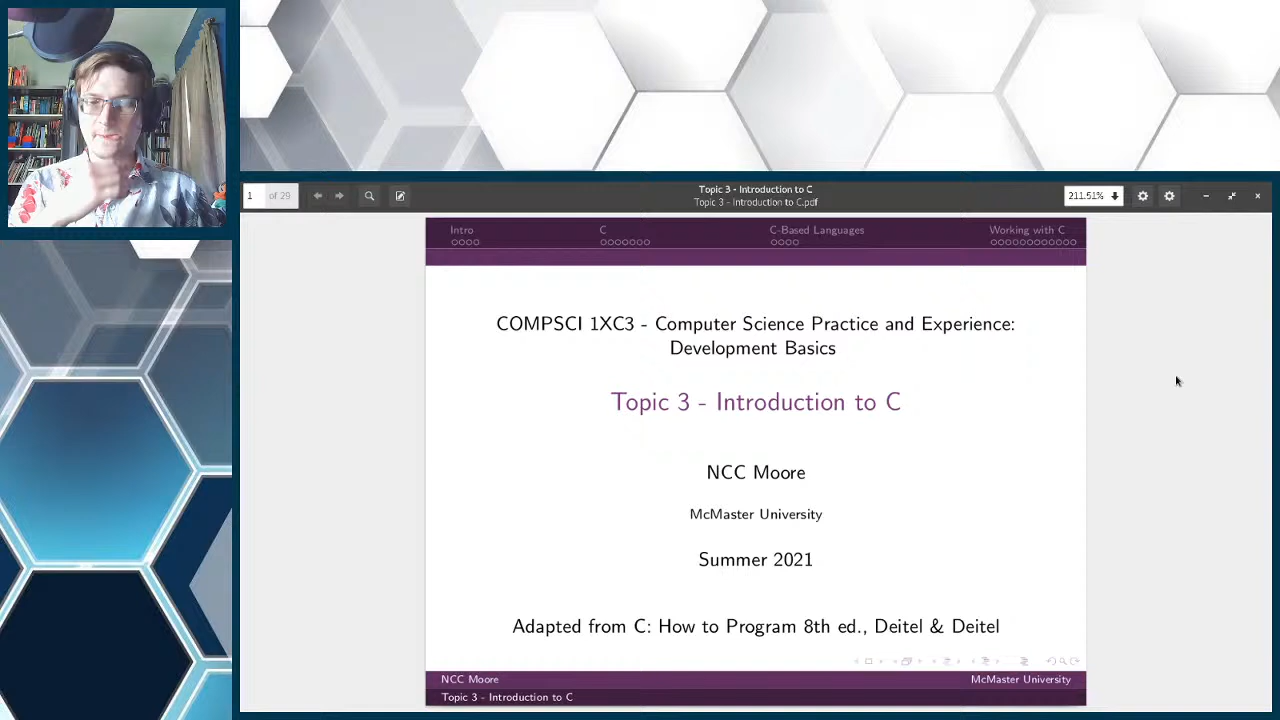 1 of 29
Topic 3 - Introduction to C
Topic 3 - Introduction to C.pdf
211.51%
Intro C C-Based Languages Working with C
COMPSCI 1XC3 - Computer Science Practice and Experience:
Development Basics
Topic 3 - Introduction to C
NCC Moore
McMaster University
Summer 2021
Adapted from C: How to Program 8th ed., Deitel & Deitel
NCC Moore McMaster University
Topic 3 - Introduction to C